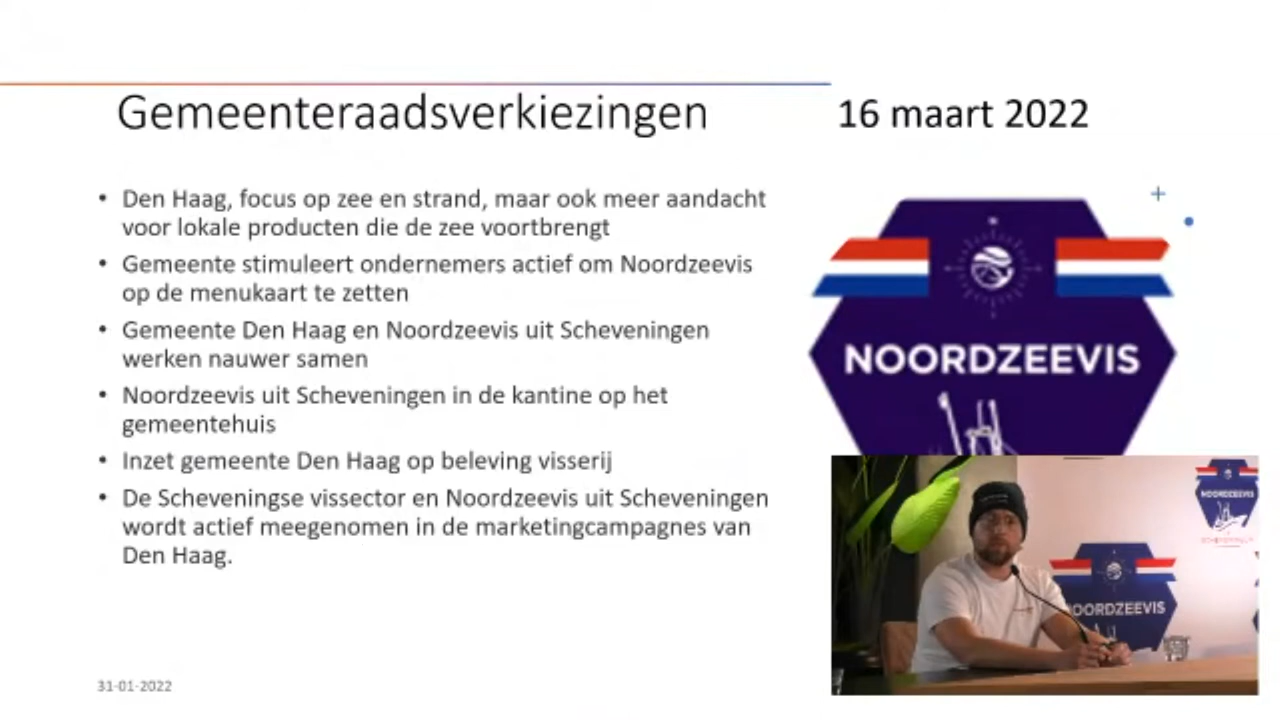 Gemeenteraadsverkiezingen
16 maart 2022
• Den Haag, focus op zee en strand, maar ook meer aandacht
voor lokale producten die de zee voortbrengt
• Gemeente stimuleert ondernemers actief om Noordzeevis
op de menukaart te zetten
• Gemeente Den Haag en Noordzeevis uit Scheveningen
werken nauwer samen
• Noordzeevis uit Scheveningen in de kantine op het
gemeentehuis
• Inzet gemeente Den Haag op beleving visserij
• De Scheveningse vissector en Noordzeevis uit Scheveningen
wordt actief meegenomen in de marketingcampagnes van
Den Haag.
NOORDZEEVIS
NOORDZEEVIS
NOORDZEEVIS
31-01-2022